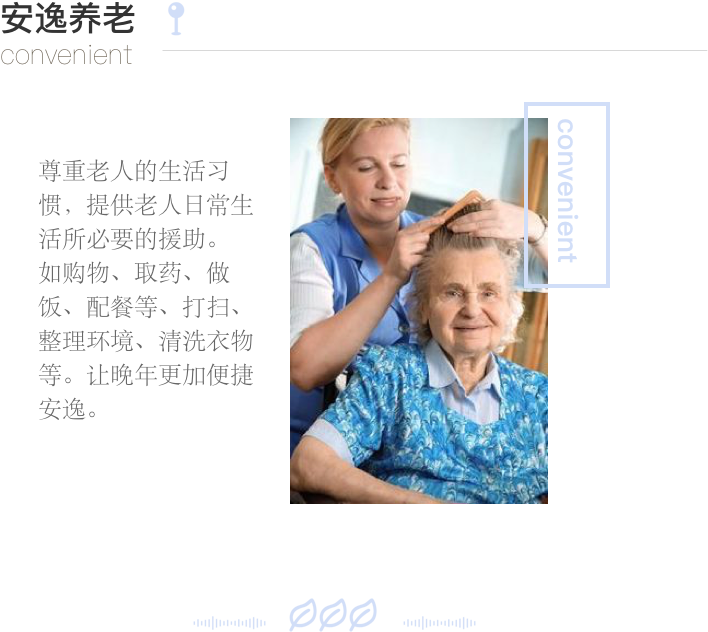 安逸养老
convenient
尊重老人的生活习
惯，提供老人日常生
活所必要的援助。
如购物、取药、做
饭、配餐等、打扫、
整理环境、清洗衣物
等。让晚年更加便捷
安逸。
convenient